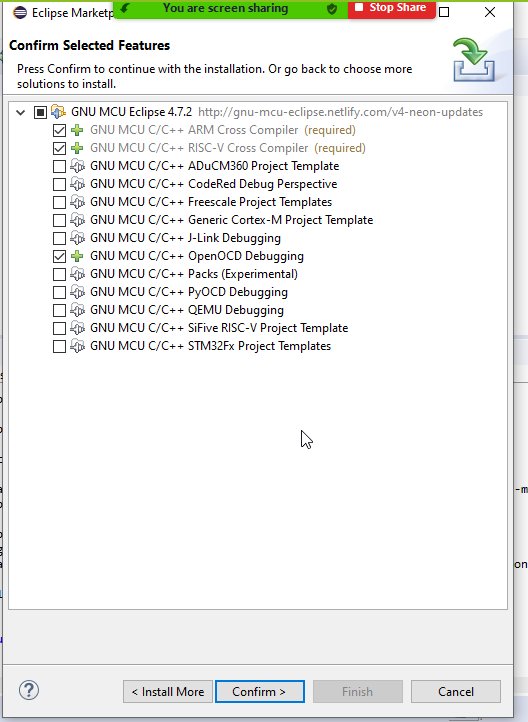 Eclipse Marketp
You are screen sharing
Stop Share
Confirm Selected Features
Press Confirm to continue with the installation. Or go back to choose more
solutions to install.
GNU MCU Eclipse 4.7.2 http://gnu-mcu-eclipse.netlify.com/v4-neon-updates
GNU MCU C/C++ ARM Cross Compiler (required)
GNU MCU C/C++ RISC-V Cross Compiler (required)
GNU MCU C/C++ ADuCM360 Project Template
GNU MCU C/C++ CodeRed Debug Perspective
GNU MCU C/C++ Freescale Project Templates
GNU MCU C/C++ Generic Cortex-M Project Template
GNU MCU C/C++ J-Link Debugging
GNU MCU C/C++ OpenOCD Debugging
GNU MCU C/C++ Packs (Experimental)
GNU MCU C/C++ PyOCD Debugging
GNU MCU C/C++ QEMU Debugging
GNU MCU C/C++ SiFive RISC-V Project Template
GNU MCU C/C++ STM32Fx Project Templates
-m
on
?
< Install More
Confirm >
Finish
Cancel